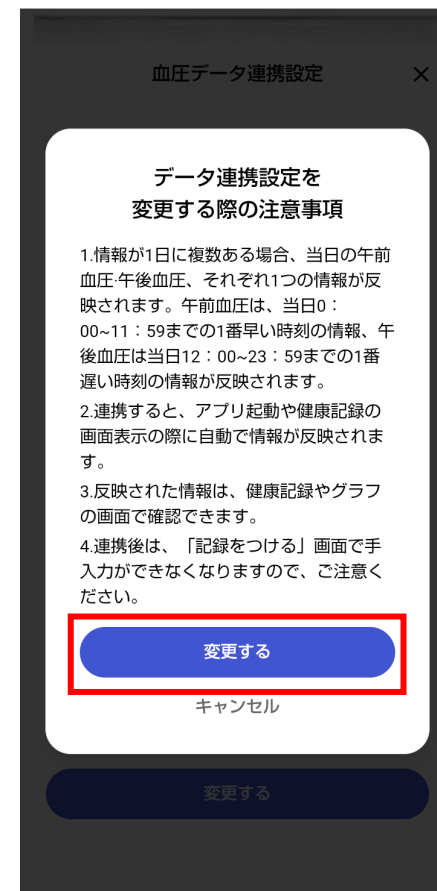 血圧データ連携設定 ×
データ連携設定を
変更する際の注意事項
1.情報が1日に複数ある場合、当日の午前
血圧·午後血圧、それぞれ1つの情報が反
映されます。午前血圧は、当日0：
00~11：59までの1番早い時刻の情報、午
後血圧は当日12：00~23：59までの1番
遅い時刻の情報が反映されます。
2.連携すると、アプリ起動や健康記録の
画面表示の際に自動で情報が反映されま
す。
3.反映された情報は、健康記録やグラフ
の画面で確認できます。
4.連携後は、「記録をつける」画面で手
入力ができなくなりますので、ご注意く
ださい。
変更する
キャンセル
変更する